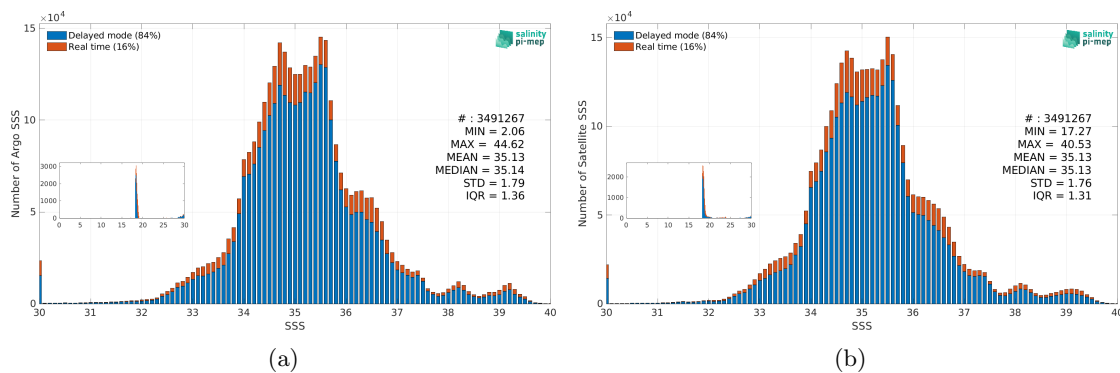 ×10⁴
15
10
5
0
Number of Argo SSS
Delayed mode (84%)
Real time (16%)
salinity
pi-mep
# : 3491267
MIN = 2.06
MAX = 44.62
MEAN = 35.13
MEDIAN = 35.14
STD = 1.79
IQR = 1.36
3000
2000
1000
0
0 5 10 15 20 25 30
30 31 32 33 34 35 36 37 38 39 40
SSS
(a)
×10⁴
15
10
5
0
Number of Satellite SSS
Delayed mode (84%)
Real time (16%)
salinity
pi-mep
# : 3491267
MIN = 17.27
MAX = 40.53
MEAN = 35.13
MEDIAN = 35.13
STD = 1.76
IQR = 1.31
2000
1000
0
0 5 10 15 20 25 30
30 31 32 33 34 35 36 37 38 39 40
SSS
(b)